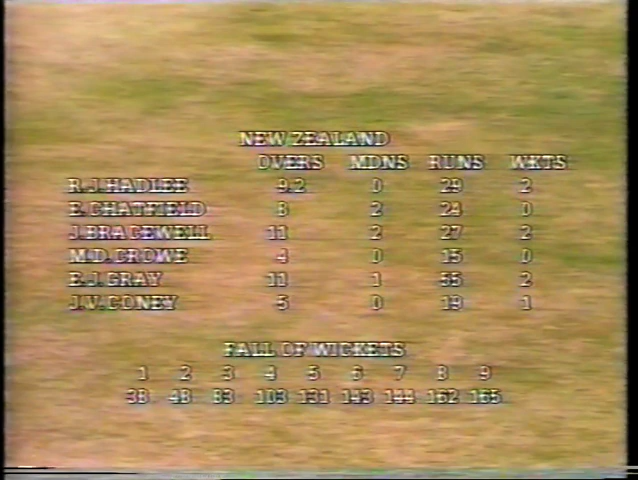 NEW ZEALAND
OVERS MDNS RUNS WKTS
R.J.HADLEE 9.2 0 29 2
E.CHATFIELD 8 2 24 0
J.BRACEWELL 11 2 27 2
M.D.CROWE 4 0 15 0
E.J.GRAY 11 1 55 2
J.V.CONEY 5 0 19 1
FALL OF WICKETS
1 2 3 4 5 6 7 8 9
38 48 83 103 131 143 144 162 165